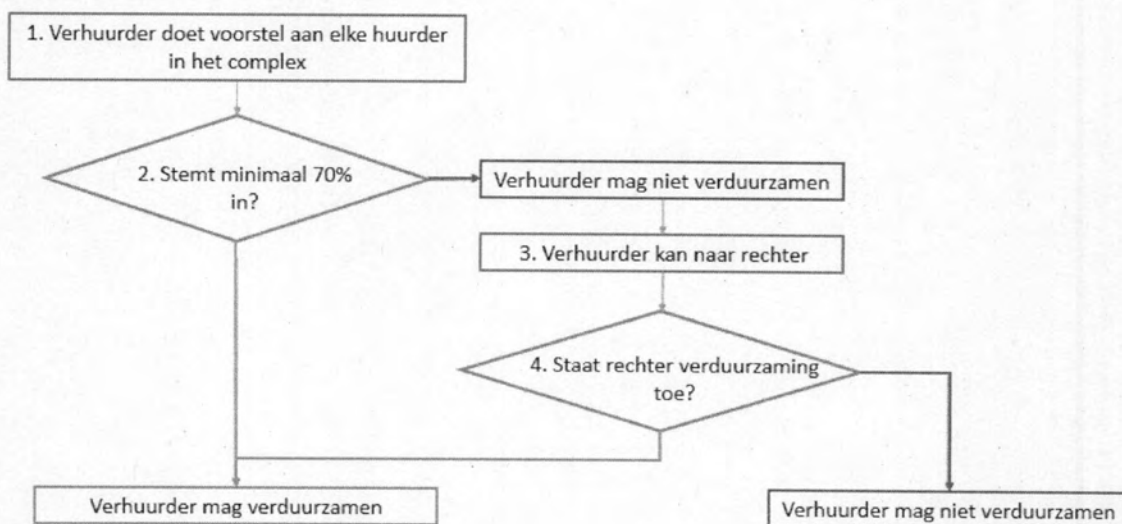 1. Verhuurder doet voorstel aan elke huurder
in het complex
2. Stemt minimaal 70%
in?
Verhuurder mag niet verduurzamen
3. Verhuurder kan naar rechter
4. Staat rechter verduurzaming
toe?
Verhuurder mag verduurzamen
Verhuurder mag niet verduurzamen